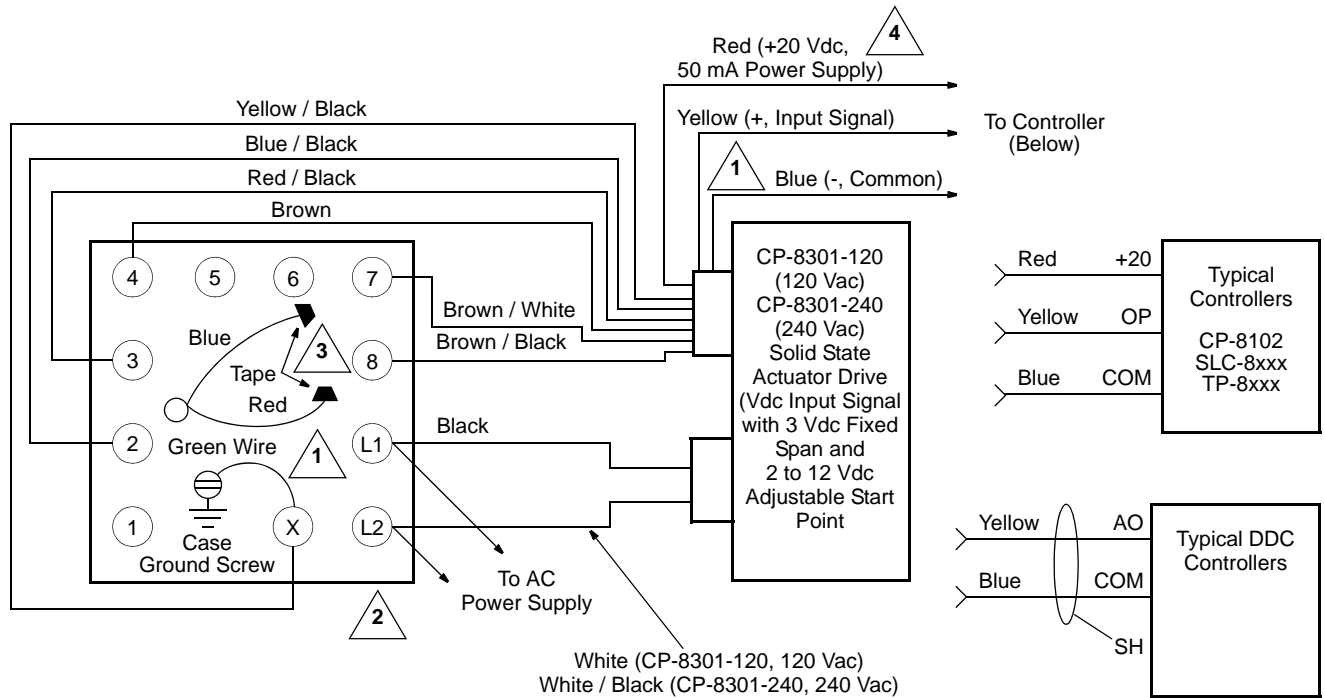 4
Red (+20 Vdc,
50 mA Power Supply)
Yellow / Black
Yellow (+, Input Signal)
To Controller
(Below)
Blue / Black
1
Blue (-, Common)
Red / Black
Brown
4
5
6
7
Brown / White
Brown / Black
Blue
3
3
8
Tape
Red
2
Green Wire
1
L1
Black
1
Case
Ground Screw
X
L2
2
To AC
Power Supply
CP-8301-120
(120 Vac)
CP-8301-240
(240 Vac)
Solid State
Actuator Drive
(Vdc Input Signal
with 3 Vdc Fixed
Span and
2 to 12 Vdc
Adjustable Start
Point
White (CP-8301-120, 120 Vac)
White / Black (CP-8301-240, 240 Vac)
Red +20
Yellow OP
Blue COM
Typical
Controllers
CP-8102
SLC-8xxx
TP-8xxx
Yellow AO
Blue COM
SH
Typical DDC
Controllers